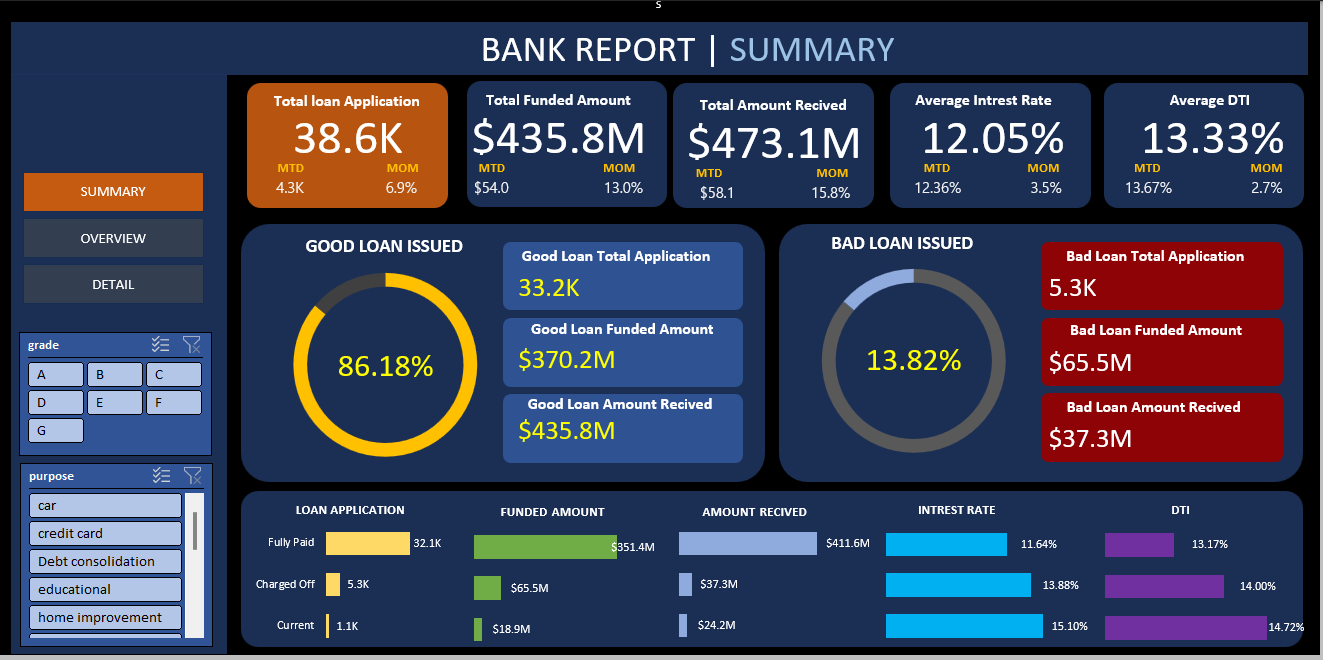 s
BANK REPORT | SUMMARY
Total loan Application
38.6K
MTD MOM
4.3K 6.9%
Total Funded Amount
$435.8M
MTD MOM
$54.0 13.0%
Total Amount Recived
$473.1M
MTD MOM
$58.1 15.8%
Average Intrest Rate
12.05%
MTD MOM
12.36% 3.5%
Average DTI
13.33%
MTD MOM
13.67% 2.7%
SUMMARY
OVERVIEW
DETAIL
grade
A B C
D E F
G
purpose
car
credit card
Debt consolidation
educational
home improvement
GOOD LOAN ISSUED
86.18%
Good Loan Total Application
33.2K
Good Loan Funded Amount
$370.2M
Good Loan Amount Recived
$435.8M
BAD LOAN ISSUED
13.82%
Bad Loan Total Application
5.3K
Bad Loan Funded Amount
$65.5M
Bad Loan Amount Recived
$37.3M
LOAN APPLICATION FUNDED AMOUNT AMOUNT RECIVED INTREST RATE DTI
Fully Paid 32.1K $351.4M $411.6M 11.64% 13.17%
Charged Off 5.3K $65.5M $37.3M 13.88% 14.00%
Current 1.1K $18.9M $24.2M 15.10% 14.72%